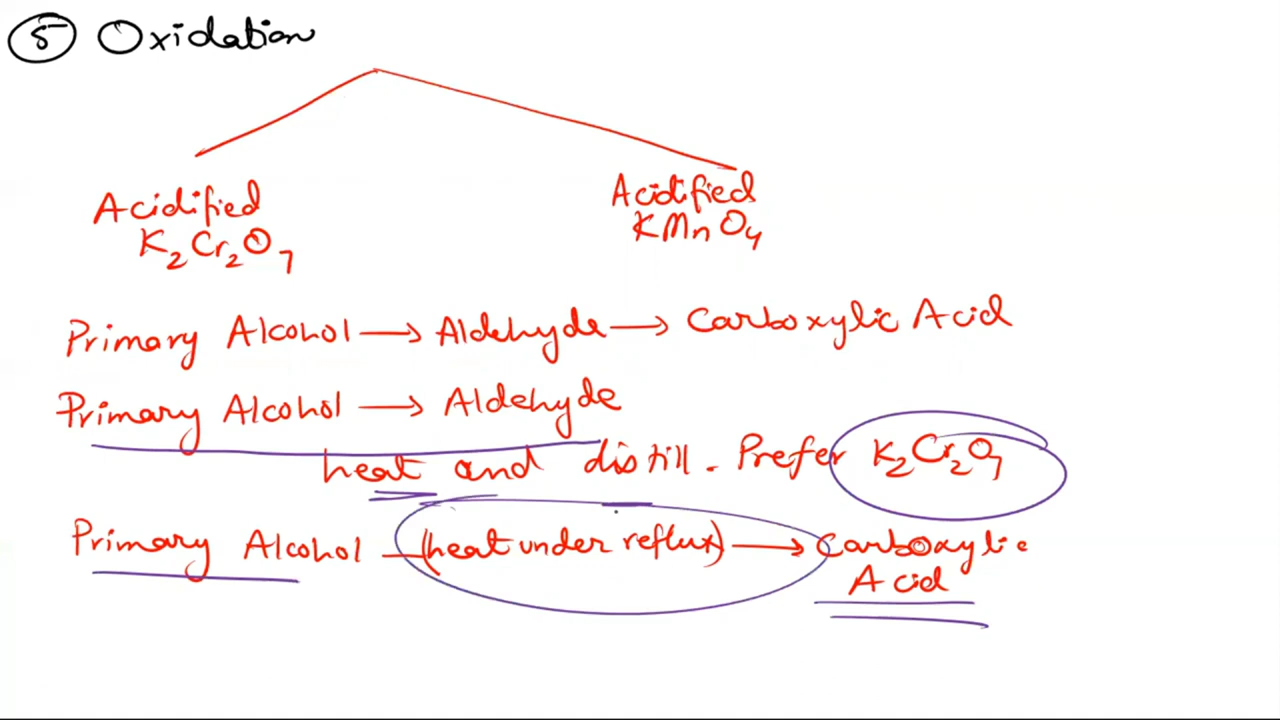 5 Oxidation
Acidified
K₂Cr₂O₇
Acidified
KMnO₄
Primary Alcohol → Aldehyde → Carboxylic Acid
Primary Alcohol → Aldehyde
heat and distill. Prefer K₂Cr₂O₇
Primary Alcohol —(heat under reflux) → Carboxylic
Acid